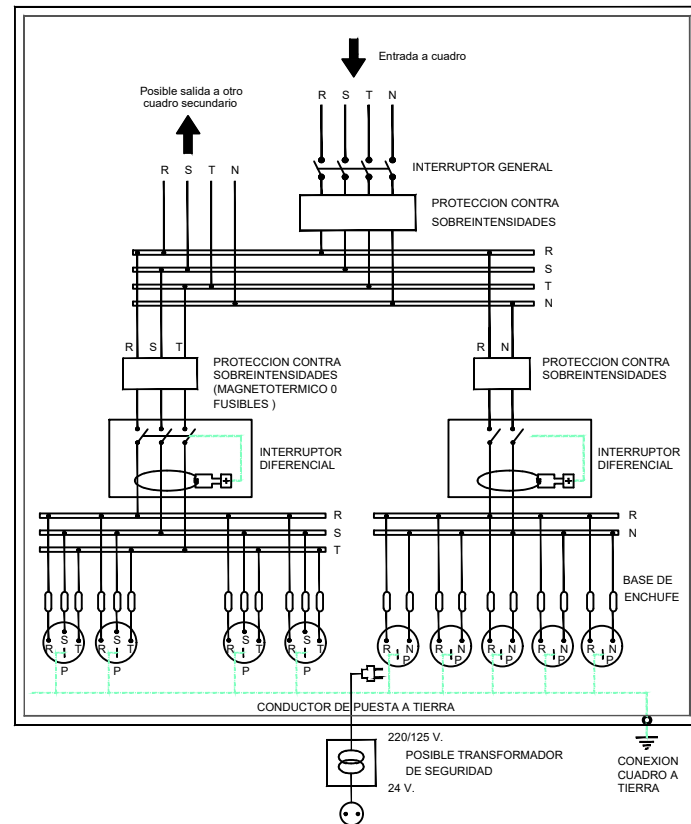 Entrada a cuadro
Posible salida a otro
cuadro secundario
R S T N
R S T N
INTERRUPTOR GENERAL
PROTECCION CONTRA
SOBREINTENSIDADES
R
S
T
N
R S T
R N
PROTECCION CONTRA
SOBREINTENSIDADES
(MAGNETOTERMICO 0
FUSIBLES )
PROTECCION CONTRA
SOBREINTENSIDADES
INTERRUPTOR
DIFERENCIAL
INTERRUPTOR
DIFERENCIAL
R
S
T
R
N
BASE DE
ENCHUFE
R S T P
R S T P
R S T P
R S T P
R N P
R N P
R N P
R N P
R N P
CONDUCTOR DE PUESTA A TIERRA
220/125 V.
POSIBLE TRANSFORMADOR
DE SEGURIDAD
24 V.
CONEXION
CUADRO A
TIERRA